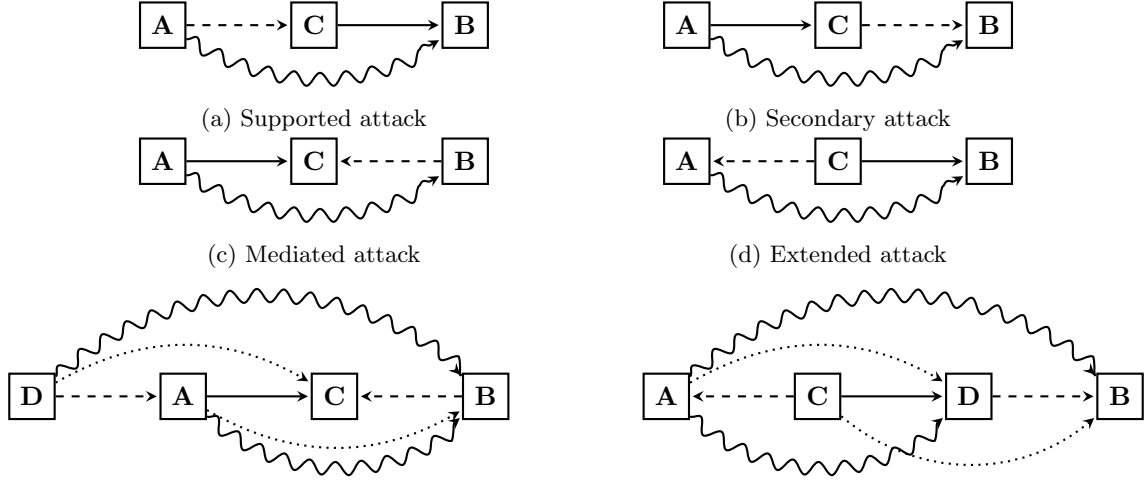 A C B A C B
(a) Supported attack (b) Secondary attack
A C B A C B
(c) Mediated attack (d) Extended attack
D A C B A C D B